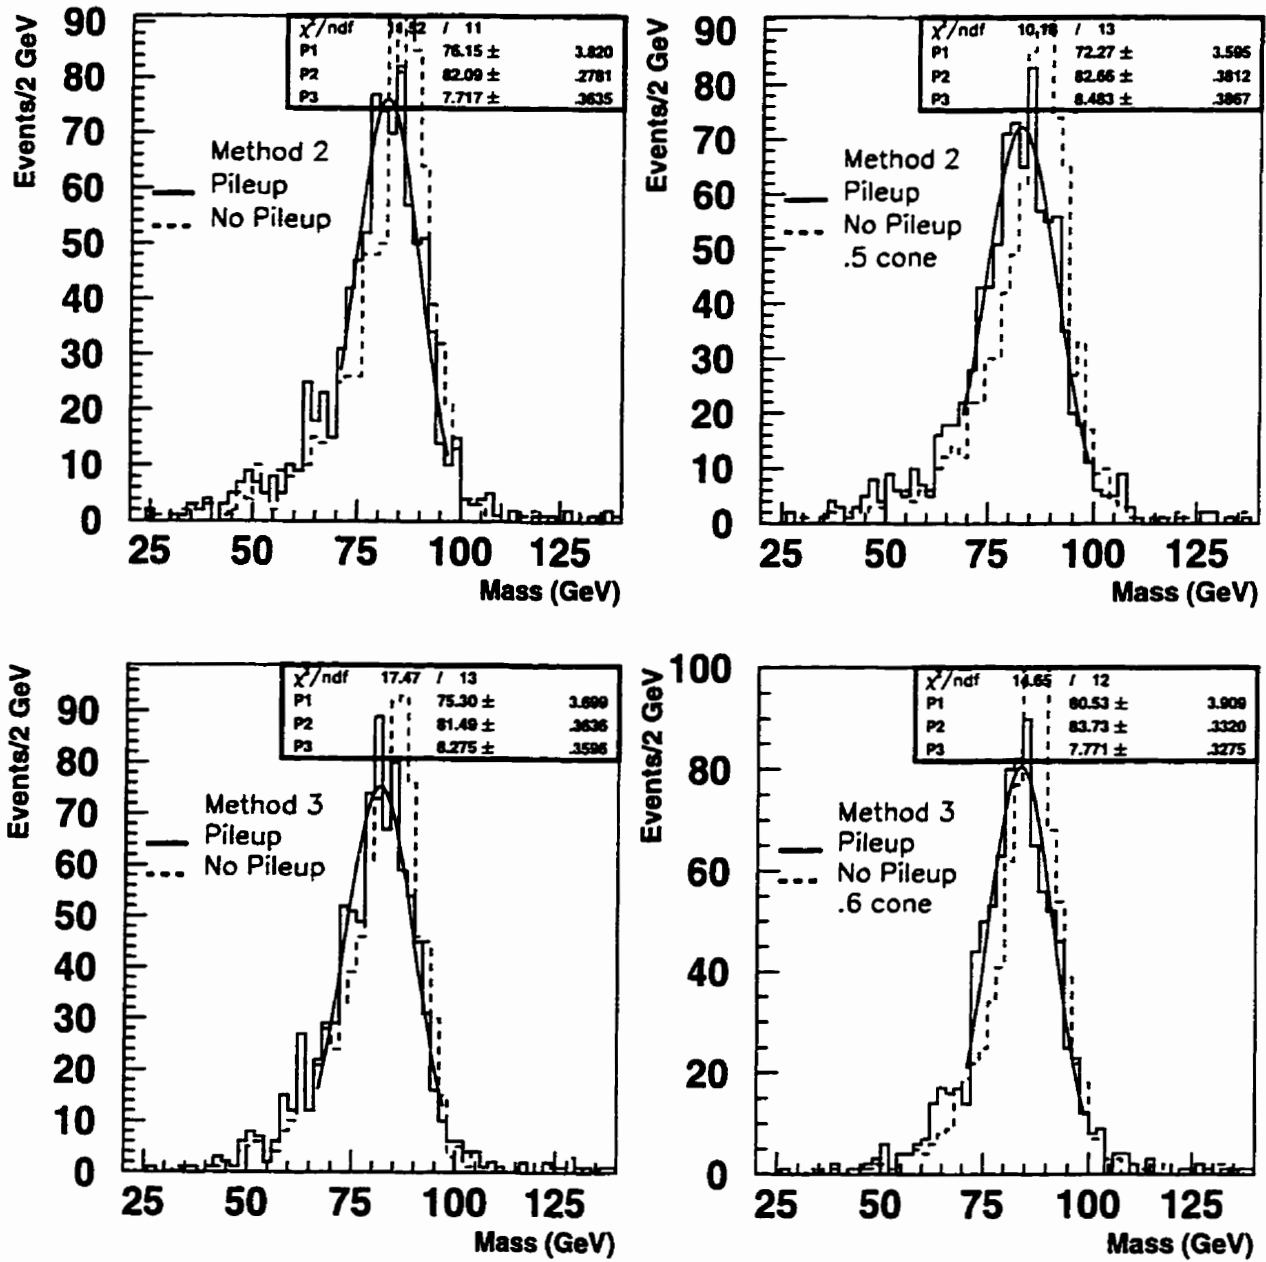 Events/2 GeV
90
80
70
60
50
40
30
20
10
0
χ²/ndf / 11
P1 76.15 ± 3.820
P2 82.09 ± .2781
P3 7.717 ± .3635
Method 2
Pileup
No Pileup
25 50 75 100 125
Mass (GeV)
Events/2 GeV
90
80
70
60
50
40
30
20
10
0
χ²/ndf / 13
P1 72.27 ± 3.595
P2 82.66 ± .3812
P3 8.483 ± .3867
Method 2
Pileup
No Pileup
.5 cone
25 50 75 100 125
Mass (GeV)
Events/2 GeV
90
80
70
60
50
40
30
20
10
0
χ²/ndf 17.47 / 13
P1 75.30 ± 3.699
P2 81.49 ± .3636
P3 8.275 ± .3596
Method 3
Pileup
No Pileup
25 50 75 100 125
Mass (GeV)
Events/2 GeV
100
80
60
40
20
0
χ²/ndf 14.65 / 12
P1 80.53 ± 3.909
P2 83.73 ± .3320
P3 7.771 ± .3275
Method 3
Pileup
No Pileup
.6 cone
25 50 75 100 125
Mass (GeV)